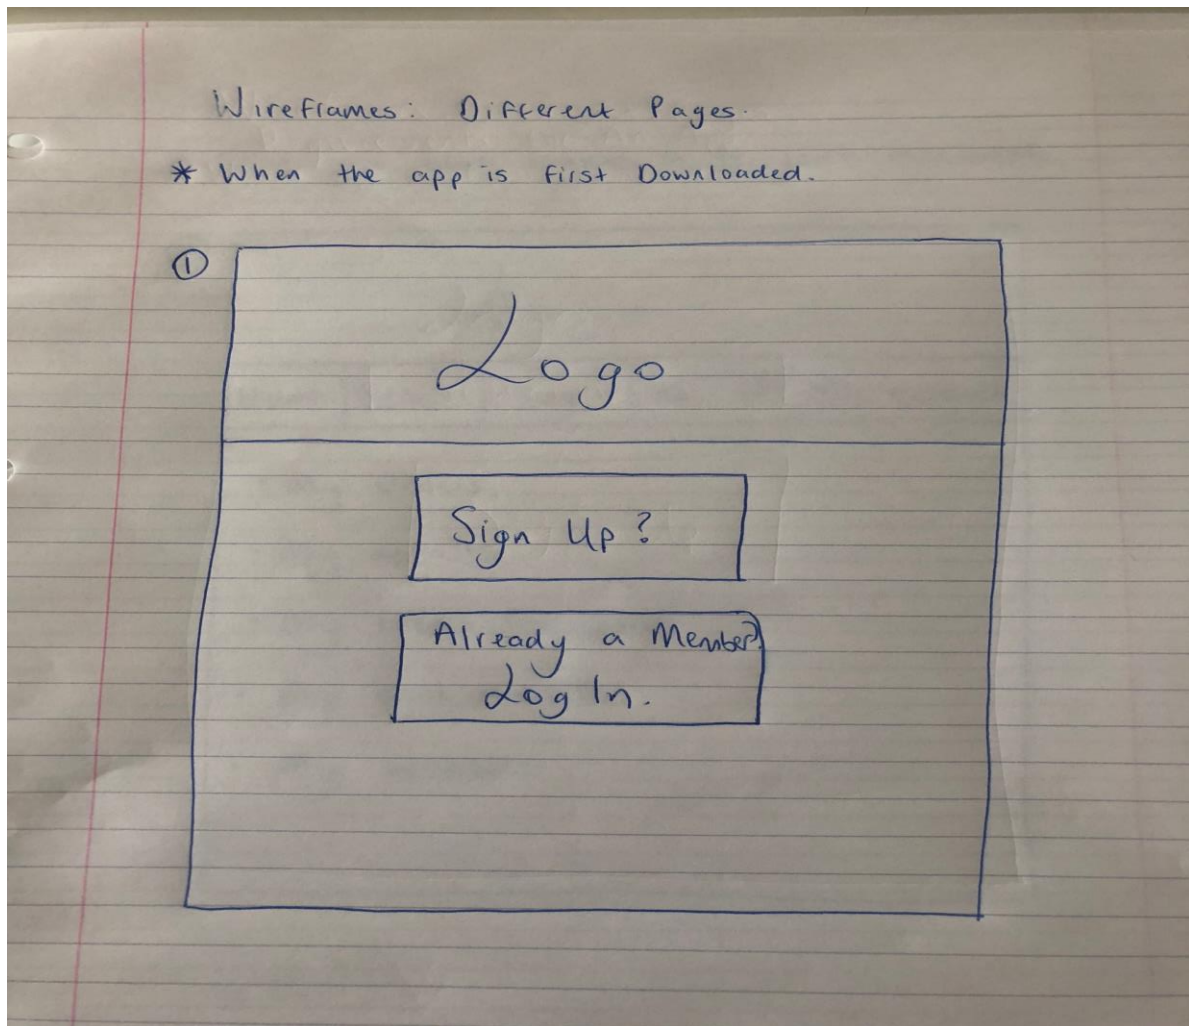 Wireframes: Different Pages.
* When the app is first Downloaded.
①
Logo
Sign Up?
Already a Member?
Log In.